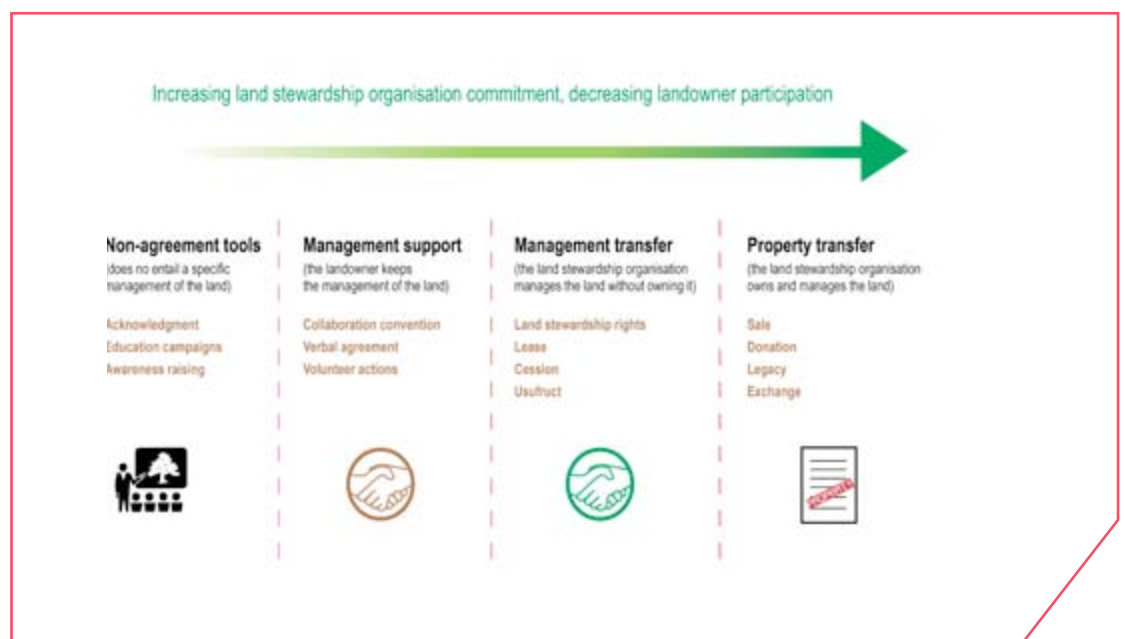 Increasing land stewardship organisation commitment, decreasing landowner participation
Non-agreement tools
(does no entail a specific
management of the land)
Acknowledgment
Education campaigns
Awareness raising
Management support
(the landowner keeps
the management of the land)
Collaboration convention
Verbal agreement
Volunteer actions
Management transfer
(the land stewardship organisation
manages the land without owning it)
Land stewardship rights
Lease
Cession
Usufruct
Property transfer
(the land stewardship organisation
owns and manages the land)
Sale
Donation
Legacy
Exchange